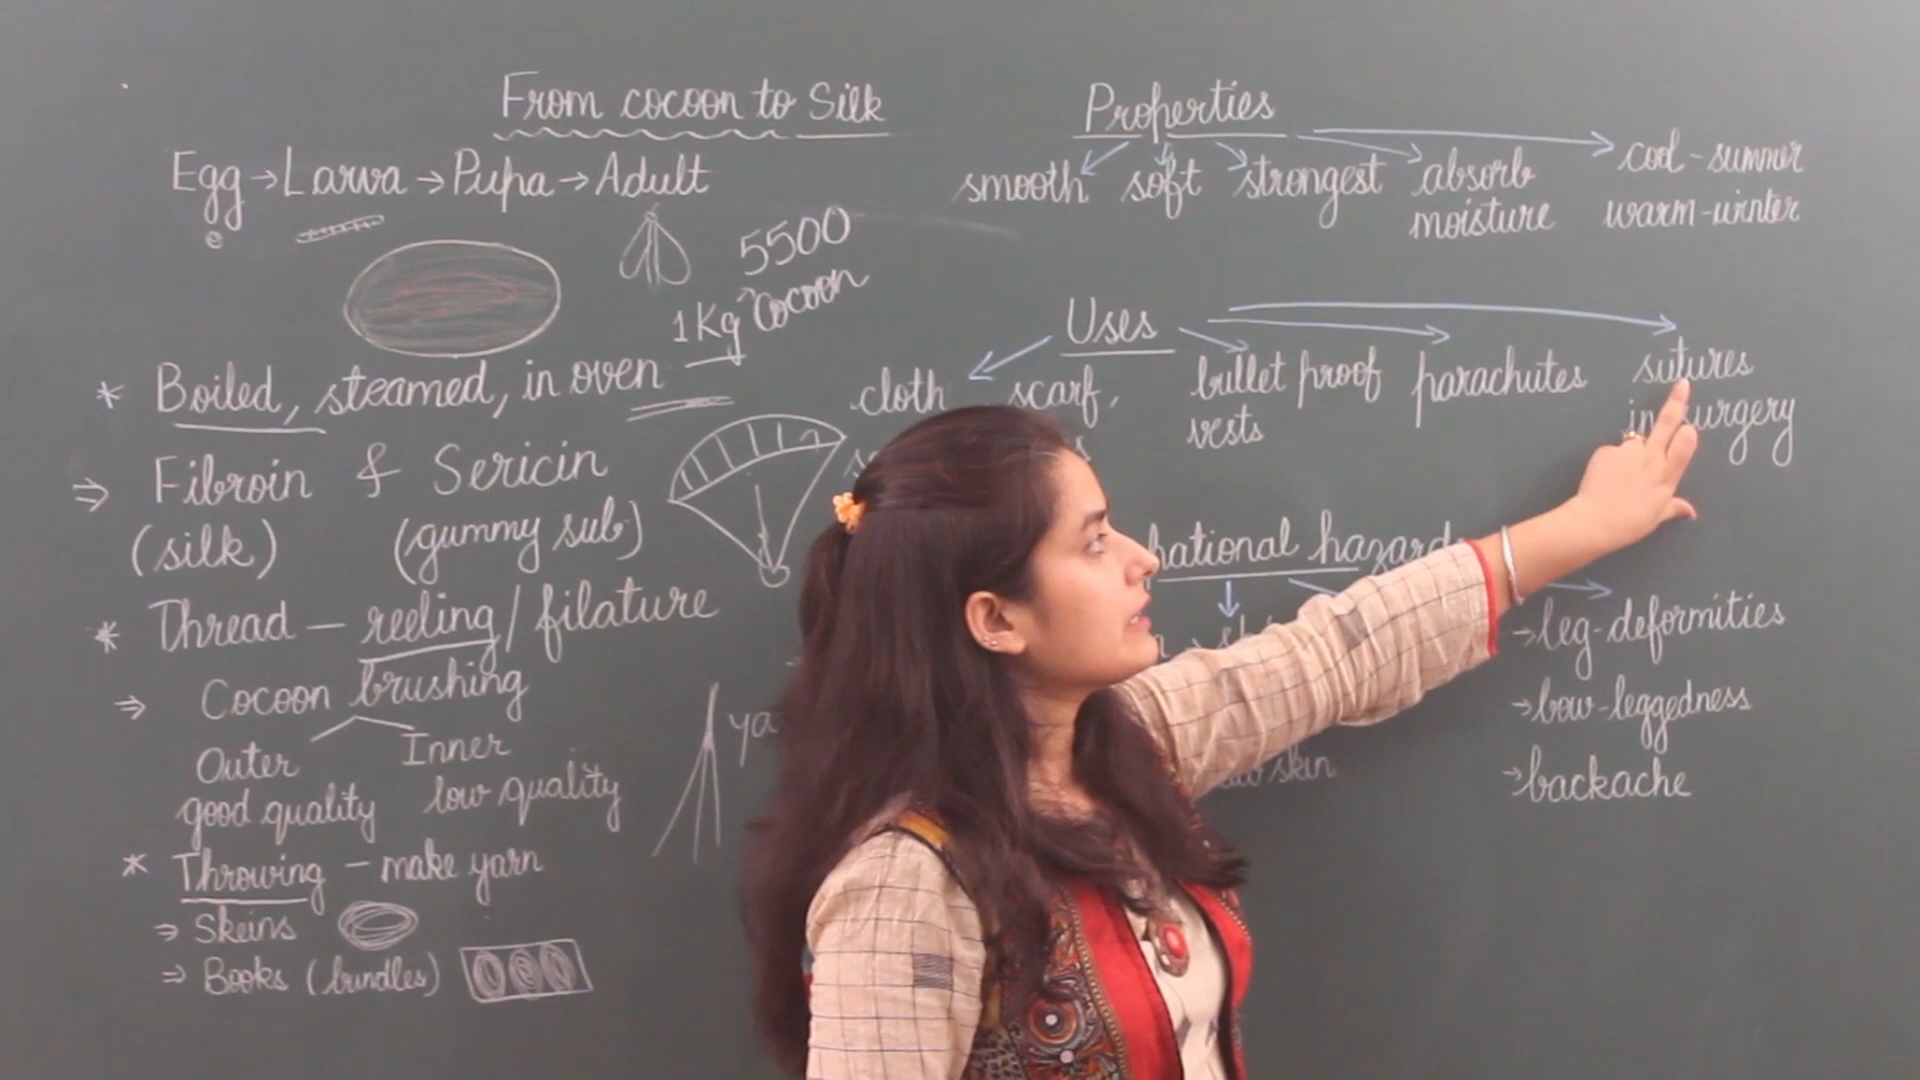 From cocoon to Silk
Egg → Larva → Pupa → Adult
5500
1Kg Cocoon
* Boiled, steamed, in oven
⇒ Fibroin & Sericin
(silk) (gummy sub)
* Thread – reeling / filature
⇒ Cocoon brushing
Outer Inner
good quality low quality
* Throwing – make yarn
⇒ Skeins
⇒ Books (bundles)
Properties
smooth soft strongest absorb moisture cool - summer
warm - winter
Uses
cloth scarf, bullet proof parachutes sutures
vests in surgery
hazard
→ leg-deformities
→ bow-leggedness
→ backache
skin